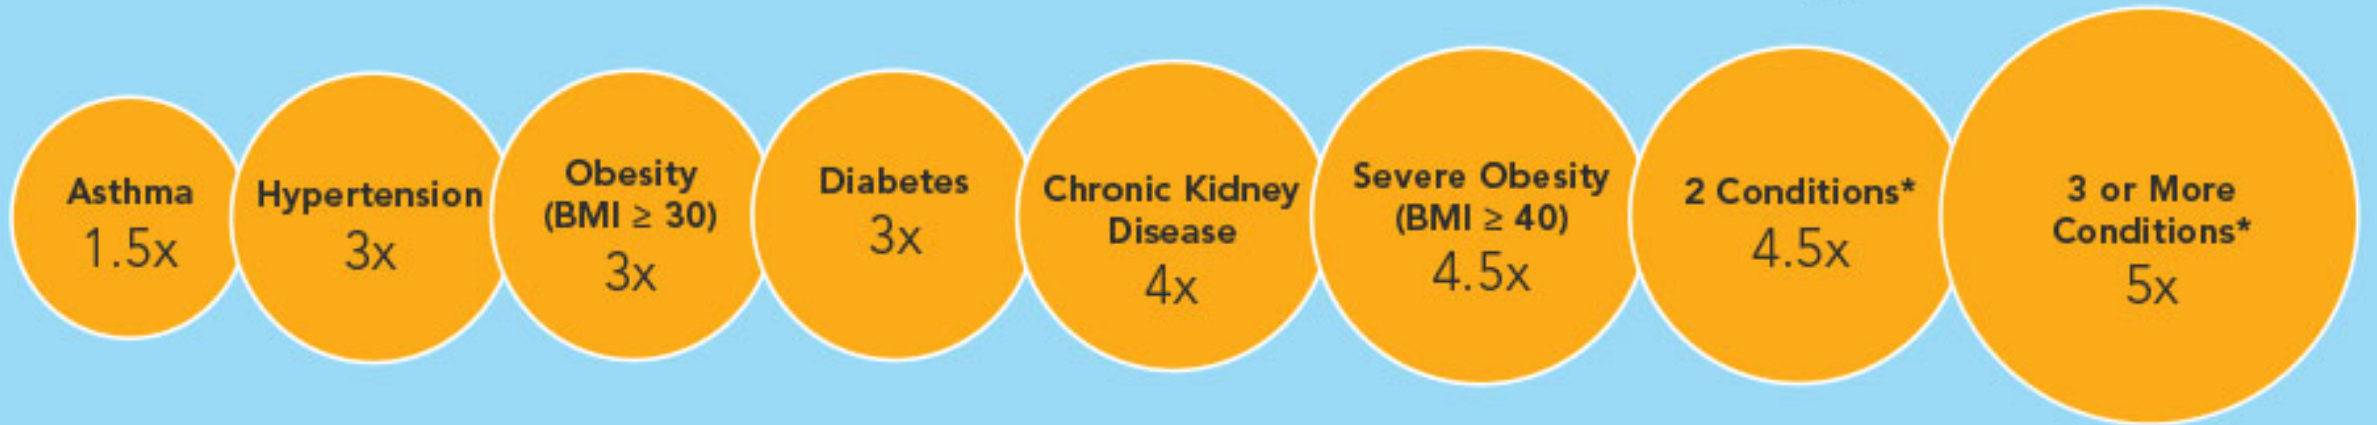 Asthma
1.5x
Hypertension
3x
Obesity
(BMI ≥ 30)
3x
Diabetes
3x
Chronic Kidney
Disease
4x
Severe Obesity
(BMI ≥ 40)
4.5x
2 Conditions*
4.5x
3 or More
Conditions*
5x